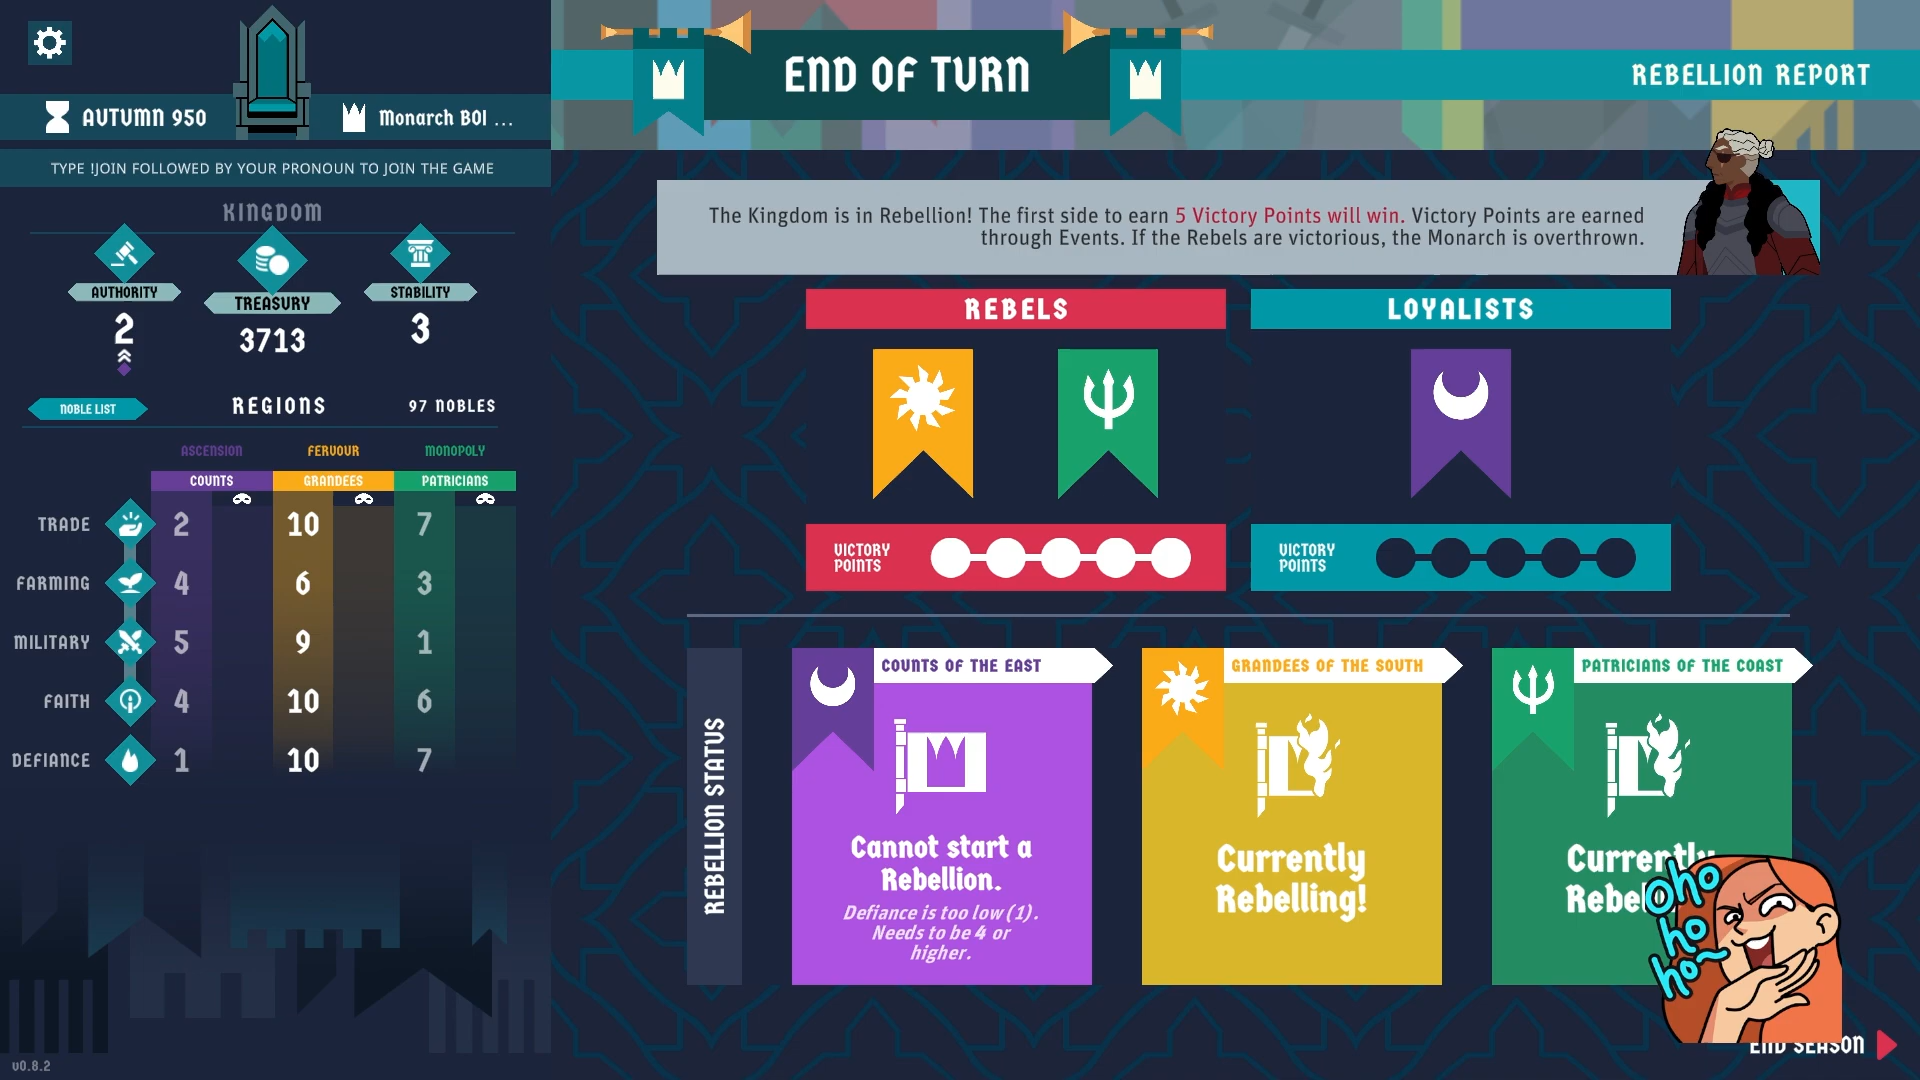 AUTUMN 950
Monarch BOI ...
TYPE !JOIN FOLLOWED BY YOUR PRONOUN TO JOIN THE GAME
KINGDOM
AUTHORITY
TREASURY
STABILITY
2
3713
3
NOBLE LIST
REGIONS
97 NOBLES
ASCENSION FERVOUR MONOPOLY
COUNTS GRANDEES PATRICIANS
TRADE 2 10 7
FARMING 4 6 3
MILITARY 5 9 1
FAITH 4 10 6
DEFIANCE 1 10 7
v0.8.2
END OF TURN
REBELLION REPORT
The Kingdom is in Rebellion! The first side to earn 5 Victory Points will win. Victory Points are earned
through Events. If the Rebels are victorious, the Monarch is overthrown.
REBELS
LOYALISTS
VICTORY
POINTS
VICTORY
POINTS
REBELLION STATUS
COUNTS OF THE EAST
Cannot start a
Rebellion.
Defiance is too low (1).
Needs to be 4 or
higher.
GRANDEES OF THE SOUTH
Currently
Rebelling!
PATRICIANS OF THE COAST
Currently
Oho
ho
ho~
END SEASON